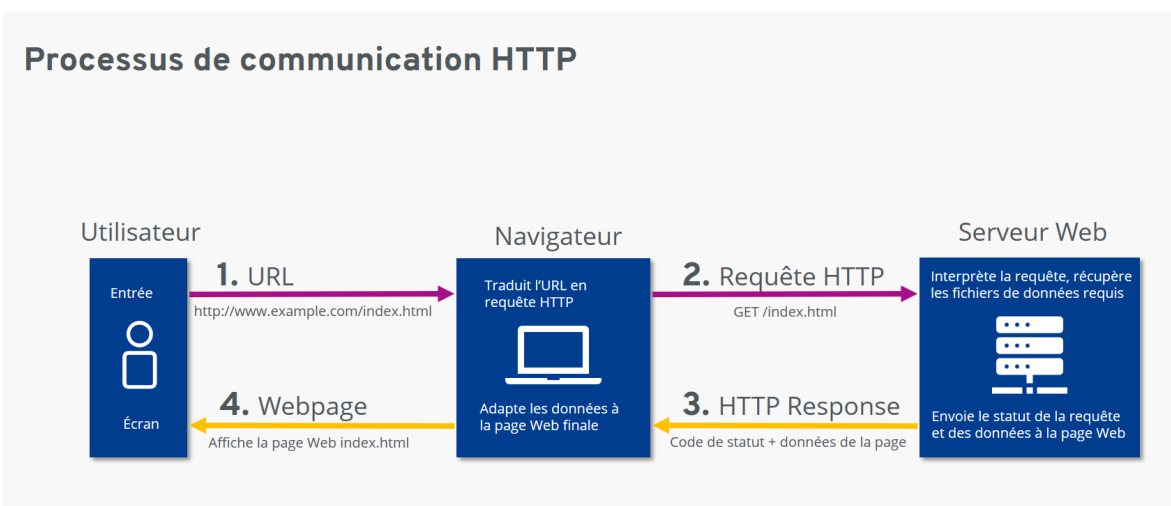 Processus de communication HTTP
Utilisateur
Navigateur
Serveur Web
Entrée
1. URL
http://www.example.com/index.html
Traduit l'URL en
requête HTTP
2. Requête HTTP
GET /index.html
Interprète la requête, récupère
les fichiers de données requis
4. Webpage
Affiche la page Web index.html
Écran
Adapte les données à
la page Web finale
3. HTTP Response
Code de statut + données de la page
Envoie le statut de la requête
et des données à la page Web